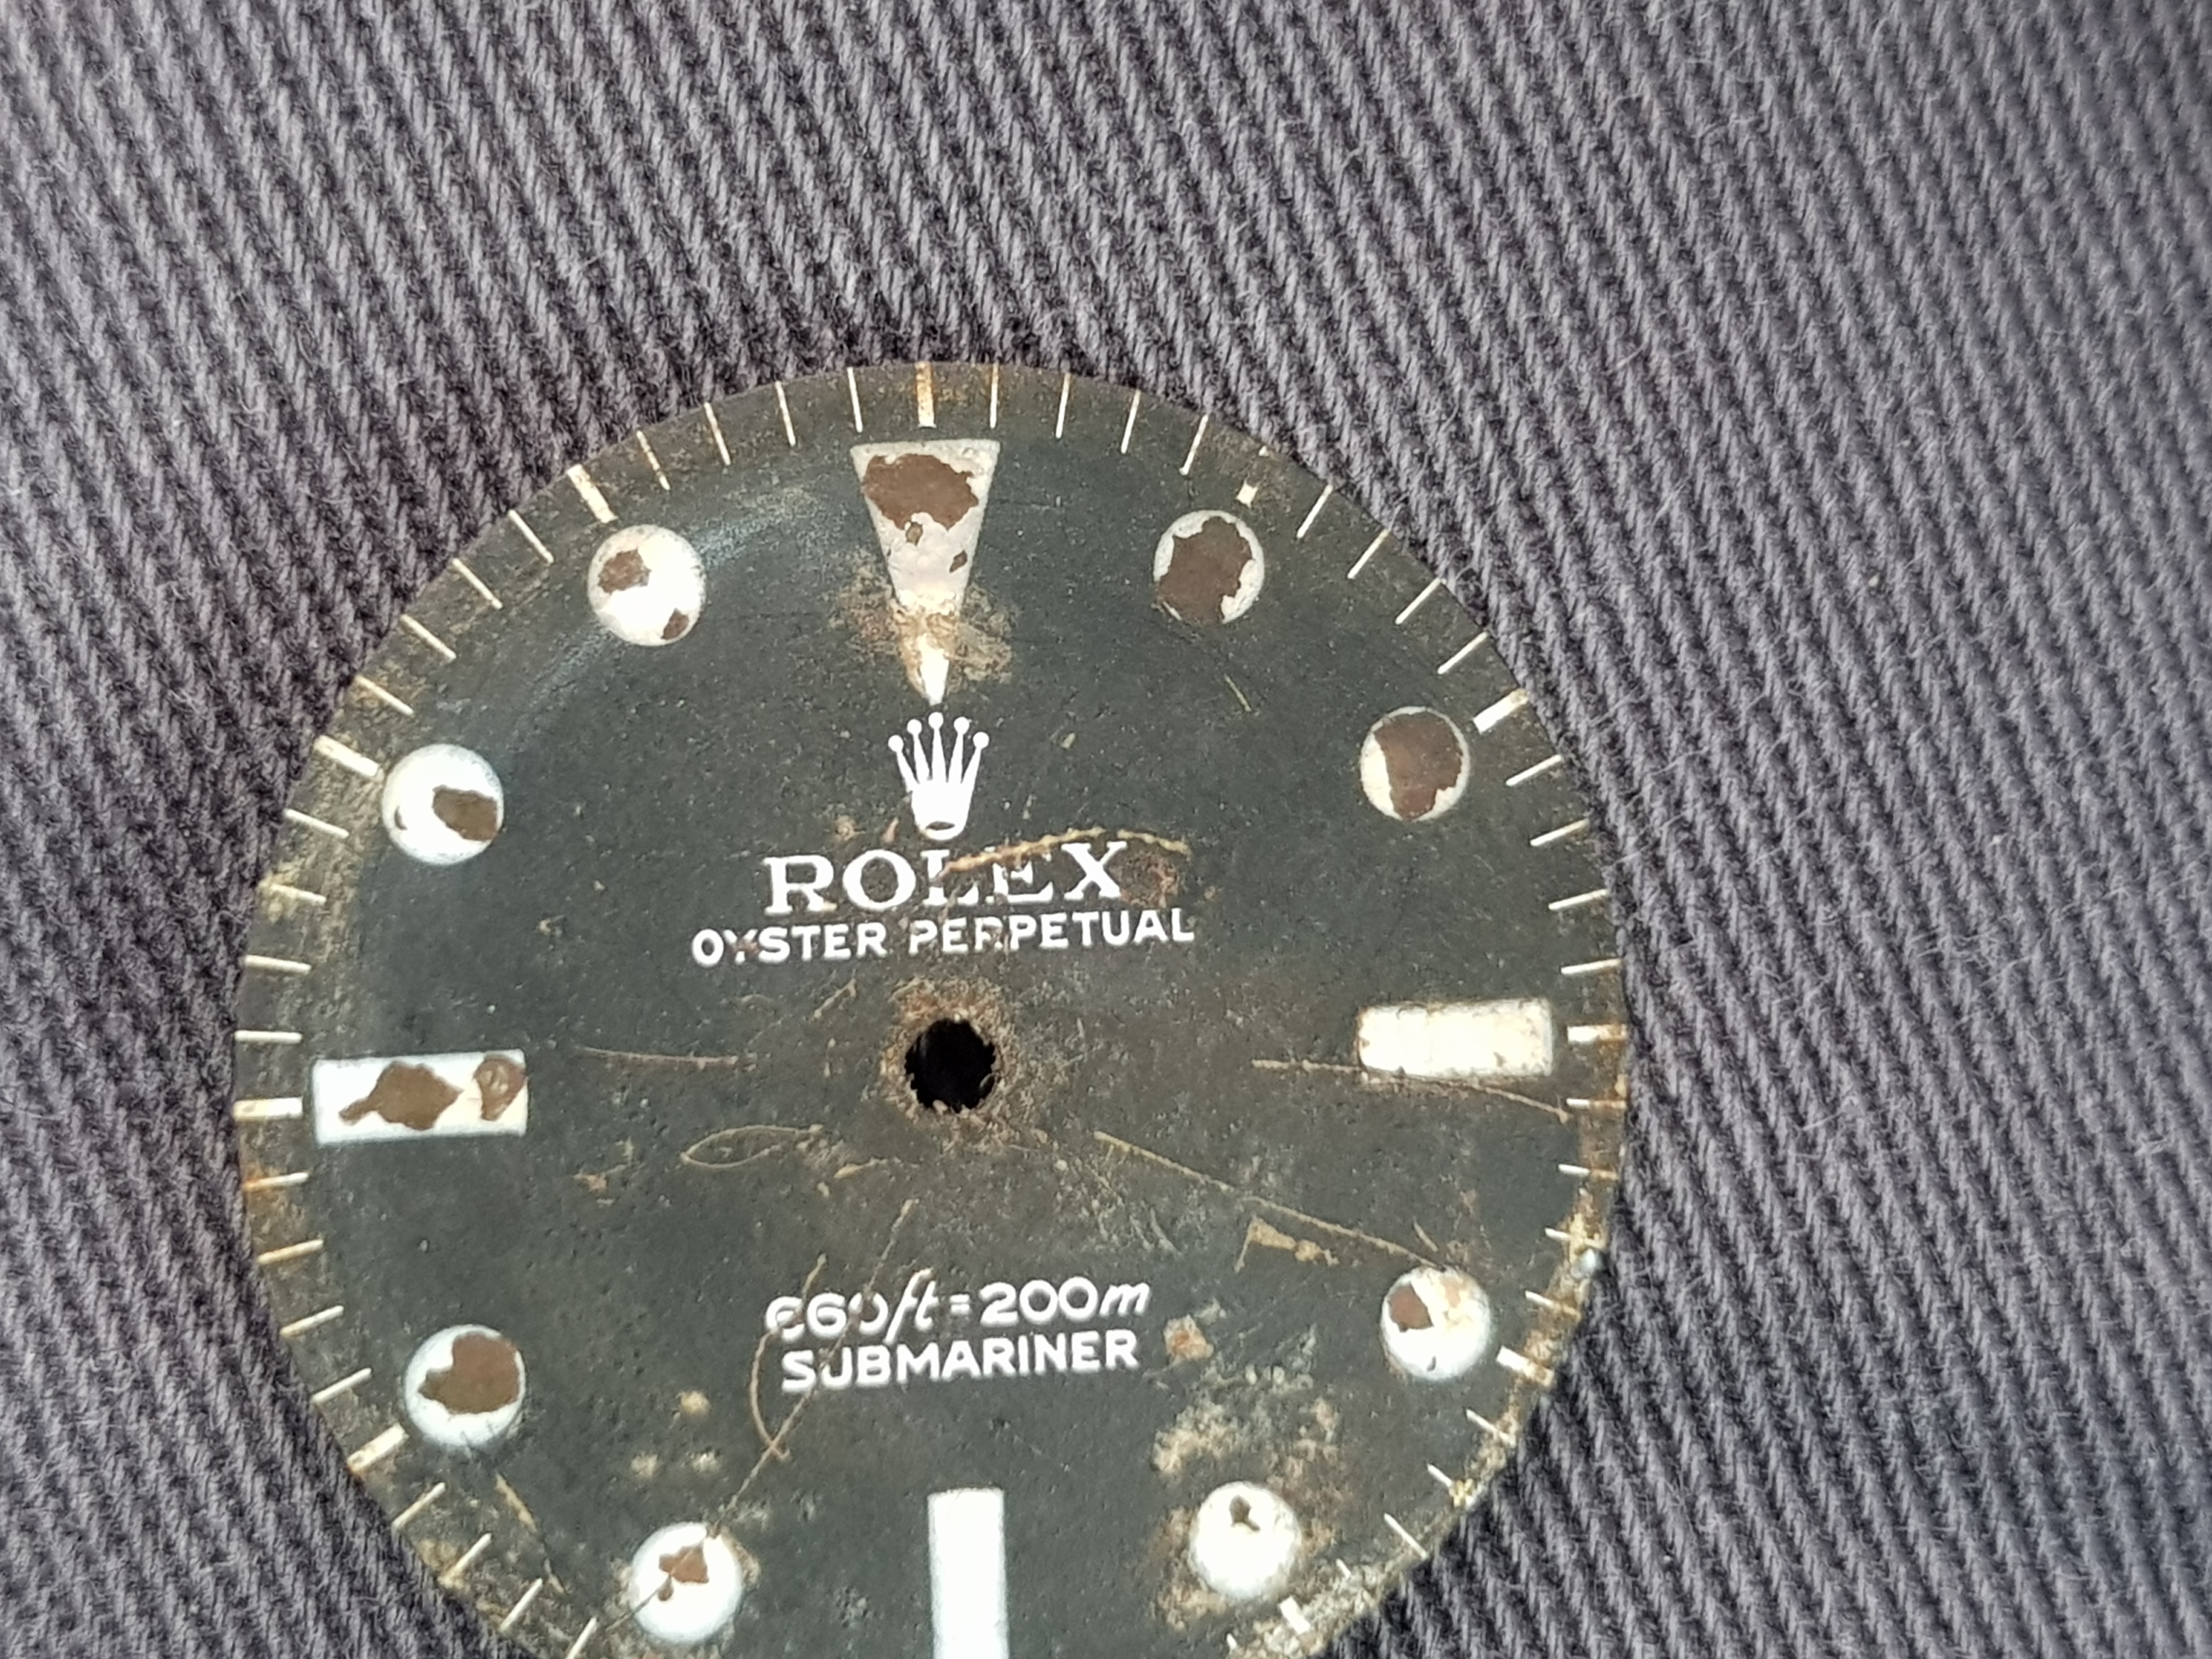 ROLEX
OYSTER PERPETUAL
660ft = 200m
SUBMARINER